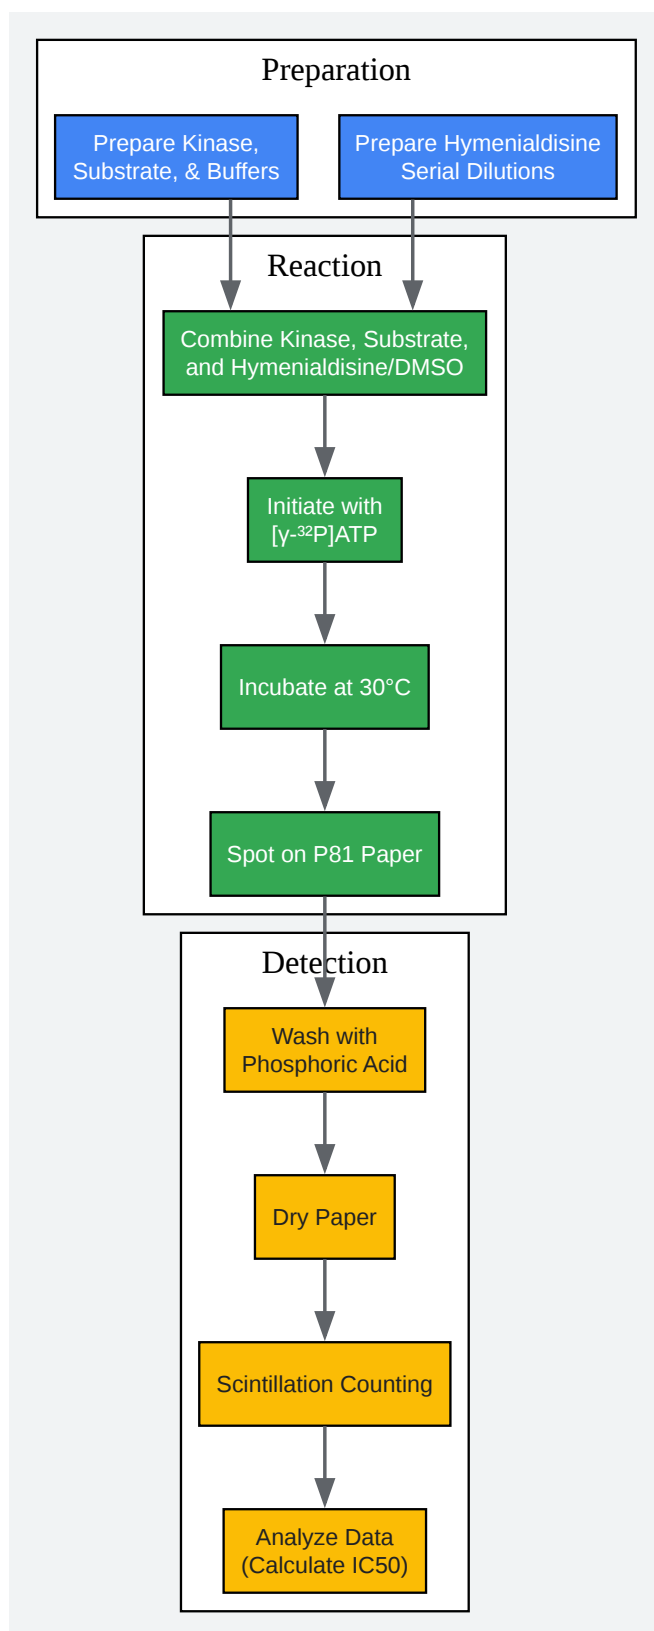 Preparation
Prepare Kinase,
Substrate, & Buffers
Prepare Hymenialdisine
Serial Dilutions
Reaction
Combine Kinase, Substrate,
and Hymenialdisine/DMSO
Initiate with
[γ-³²P]ATP
Incubate at 30°C
Spot on P81 Paper
Detection
Wash with
Phosphoric Acid
Dry Paper
Scintillation Counting
Analyze Data
(Calculate IC50)